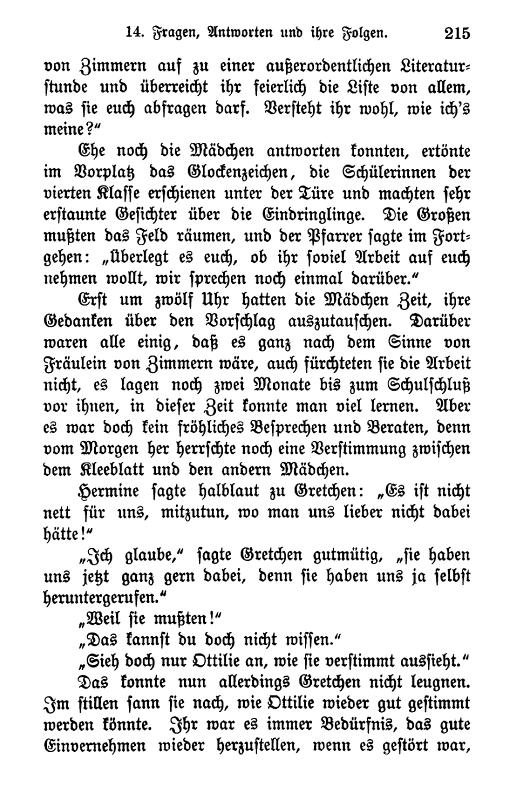 14. Fragen, Antworten und ihre Folgen. 215
von Zimmern auf zu einer außerordentlichen Literatur-
stunde und überreicht ihr feierlich die Liste von allem,
was sie euch abfragen darf. Versteht ihr wohl, wie ich's
meine?“
Ehe noch die Mädchen antworten konnten, ertönte
im Vorplatz das Glockenzeichen, die Schülerinnen der
vierten Klasse erschienen unter der Türe und machten sehr
erstaunte Gesichter über die Eindringlinge. Die Großen
mußten das Feld räumen, und der Pfarrer sagte im Fort-
gehen: „Überlegt es euch, ob ihr soviel Arbeit auf euch
nehmen wollt, wir sprechen noch einmal darüber.“
Erst um zwölf Uhr hatten die Mädchen Zeit, ihre
Gedanken über den Vorschlag auszutauschen. Darüber
waren alle einig, daß es ganz nach dem Sinne von
Fräulein von Zimmern wäre, auch fürchteten sie die Arbeit
nicht, es lagen noch zwei Monate bis zum Schulschluß
vor ihnen, in dieser Zeit konnte man viel lernen. Aber
es war doch kein fröhliches Besprechen und Beraten, denn
vom Morgen her herrschte noch eine Verstimmung zwischen
dem Kleeblatt und den andern Mädchen.
Hermine sagte halblaut zu Gretchen: „Es ist nicht
nett für uns, mitzutun, wo man uns lieber nicht dabei
hätte!“
„Ich glaube,“ sagte Gretchen gutmütig, „sie haben
uns jetzt ganz gern dabei, denn sie haben uns ja selbst
heruntergerufen.“
„Weil sie mußten!“
„Das kannst du doch nicht wissen.“
„Sieh doch nur Ottilie an, wie sie verstimmt aussieht.“
Das konnte nun allerdings Gretchen nicht leugnen.
Im stillen sann sie nach, wie Ottilie wieder gut gestimmt
werden könnte. Ihr war es immer Bedürfnis, das gute
Einvernehmen wieder herzustellen, wenn es gestört war,